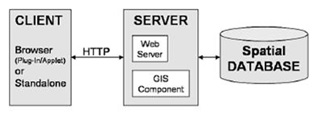 CLIENT
Browser
(Plug-In/Applet)
or
Standalone
HTTP
SERVER
Web
Server
GIS
Component
Spatial
DATABASE